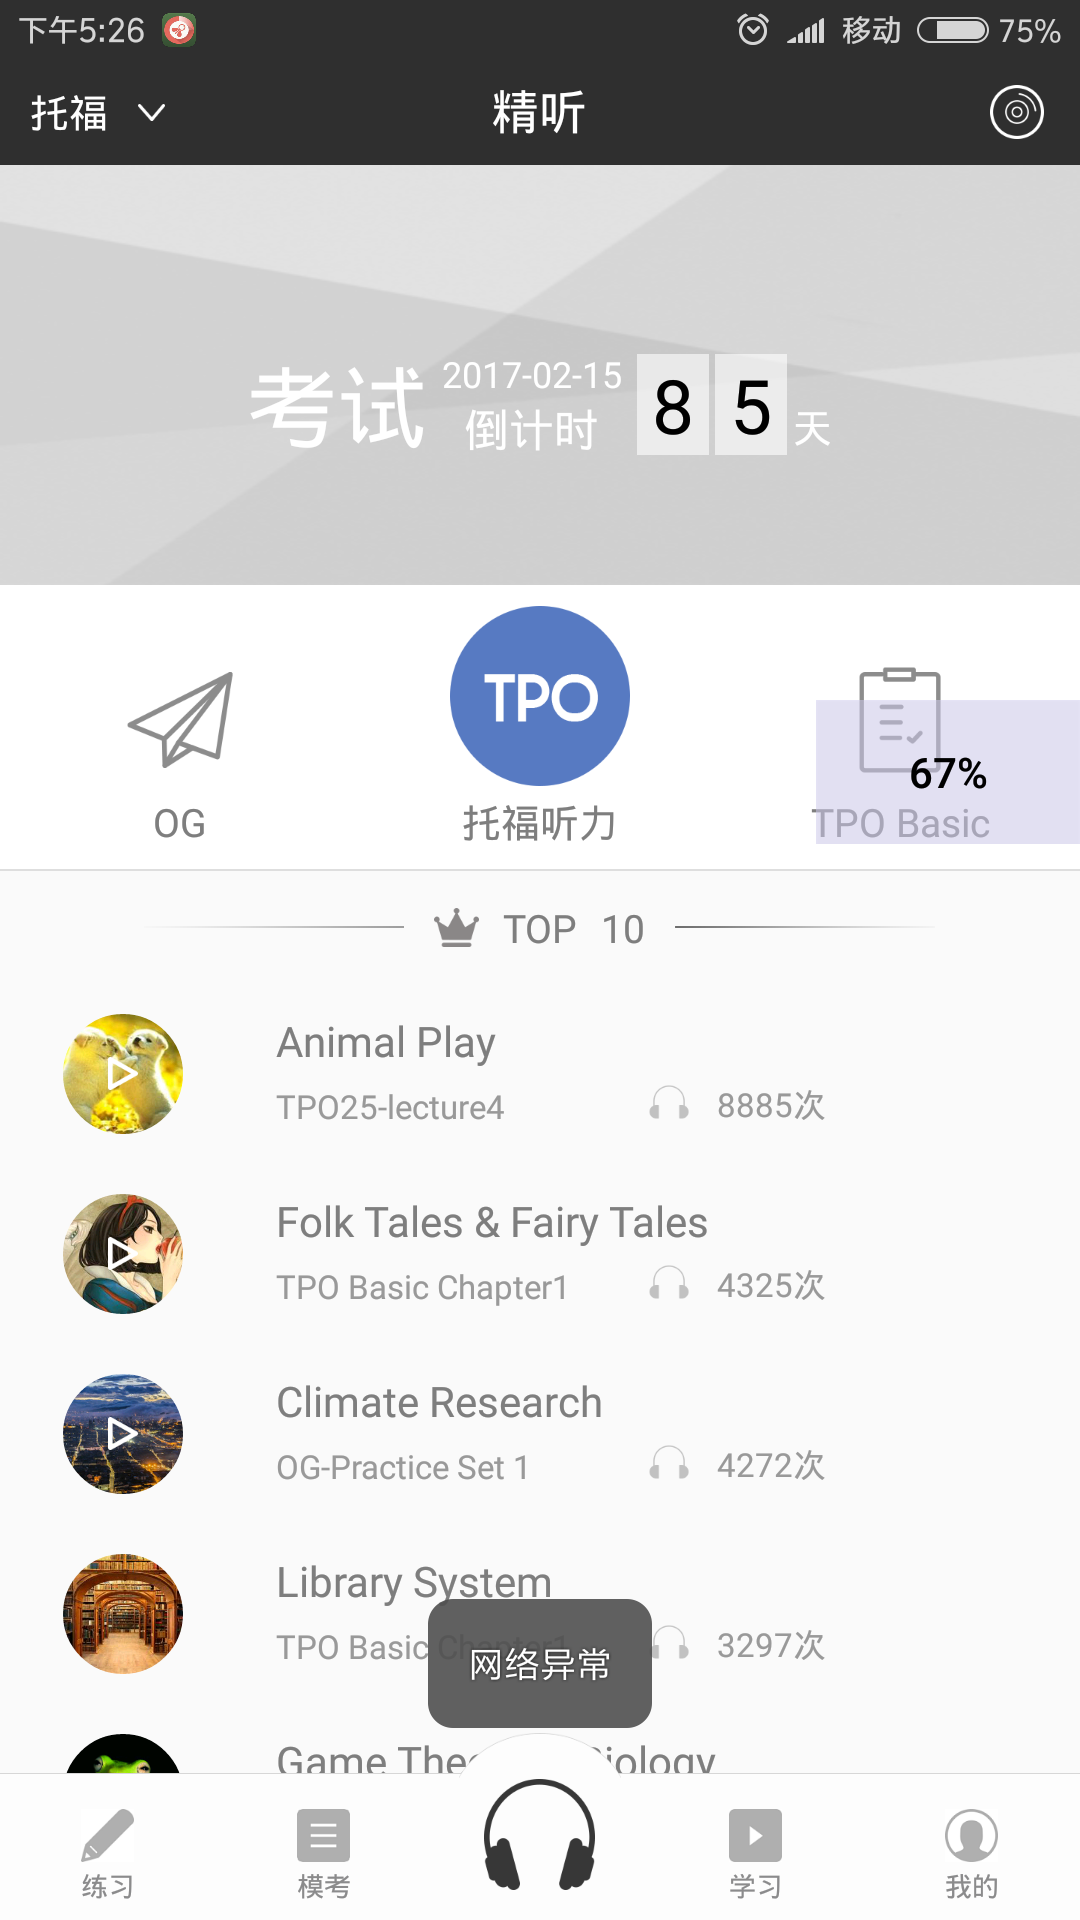 下午5:26 移动 75%
托福 精听
考试 2017-02-15 倒计时 85天
TPO
67%
OG 托福听力 TPO Basic
TOP 10
Animal Play
TPO25-lecture4 8885次
Folk Tales & Fairy Tales
TPO Basic Chapter1 4325次
Climate Research
OG-Practice Set 1 4272次
Library System
TPO Basic Chapter1 3297次
网络异常
Game The iology
练习 模考 学习 我的